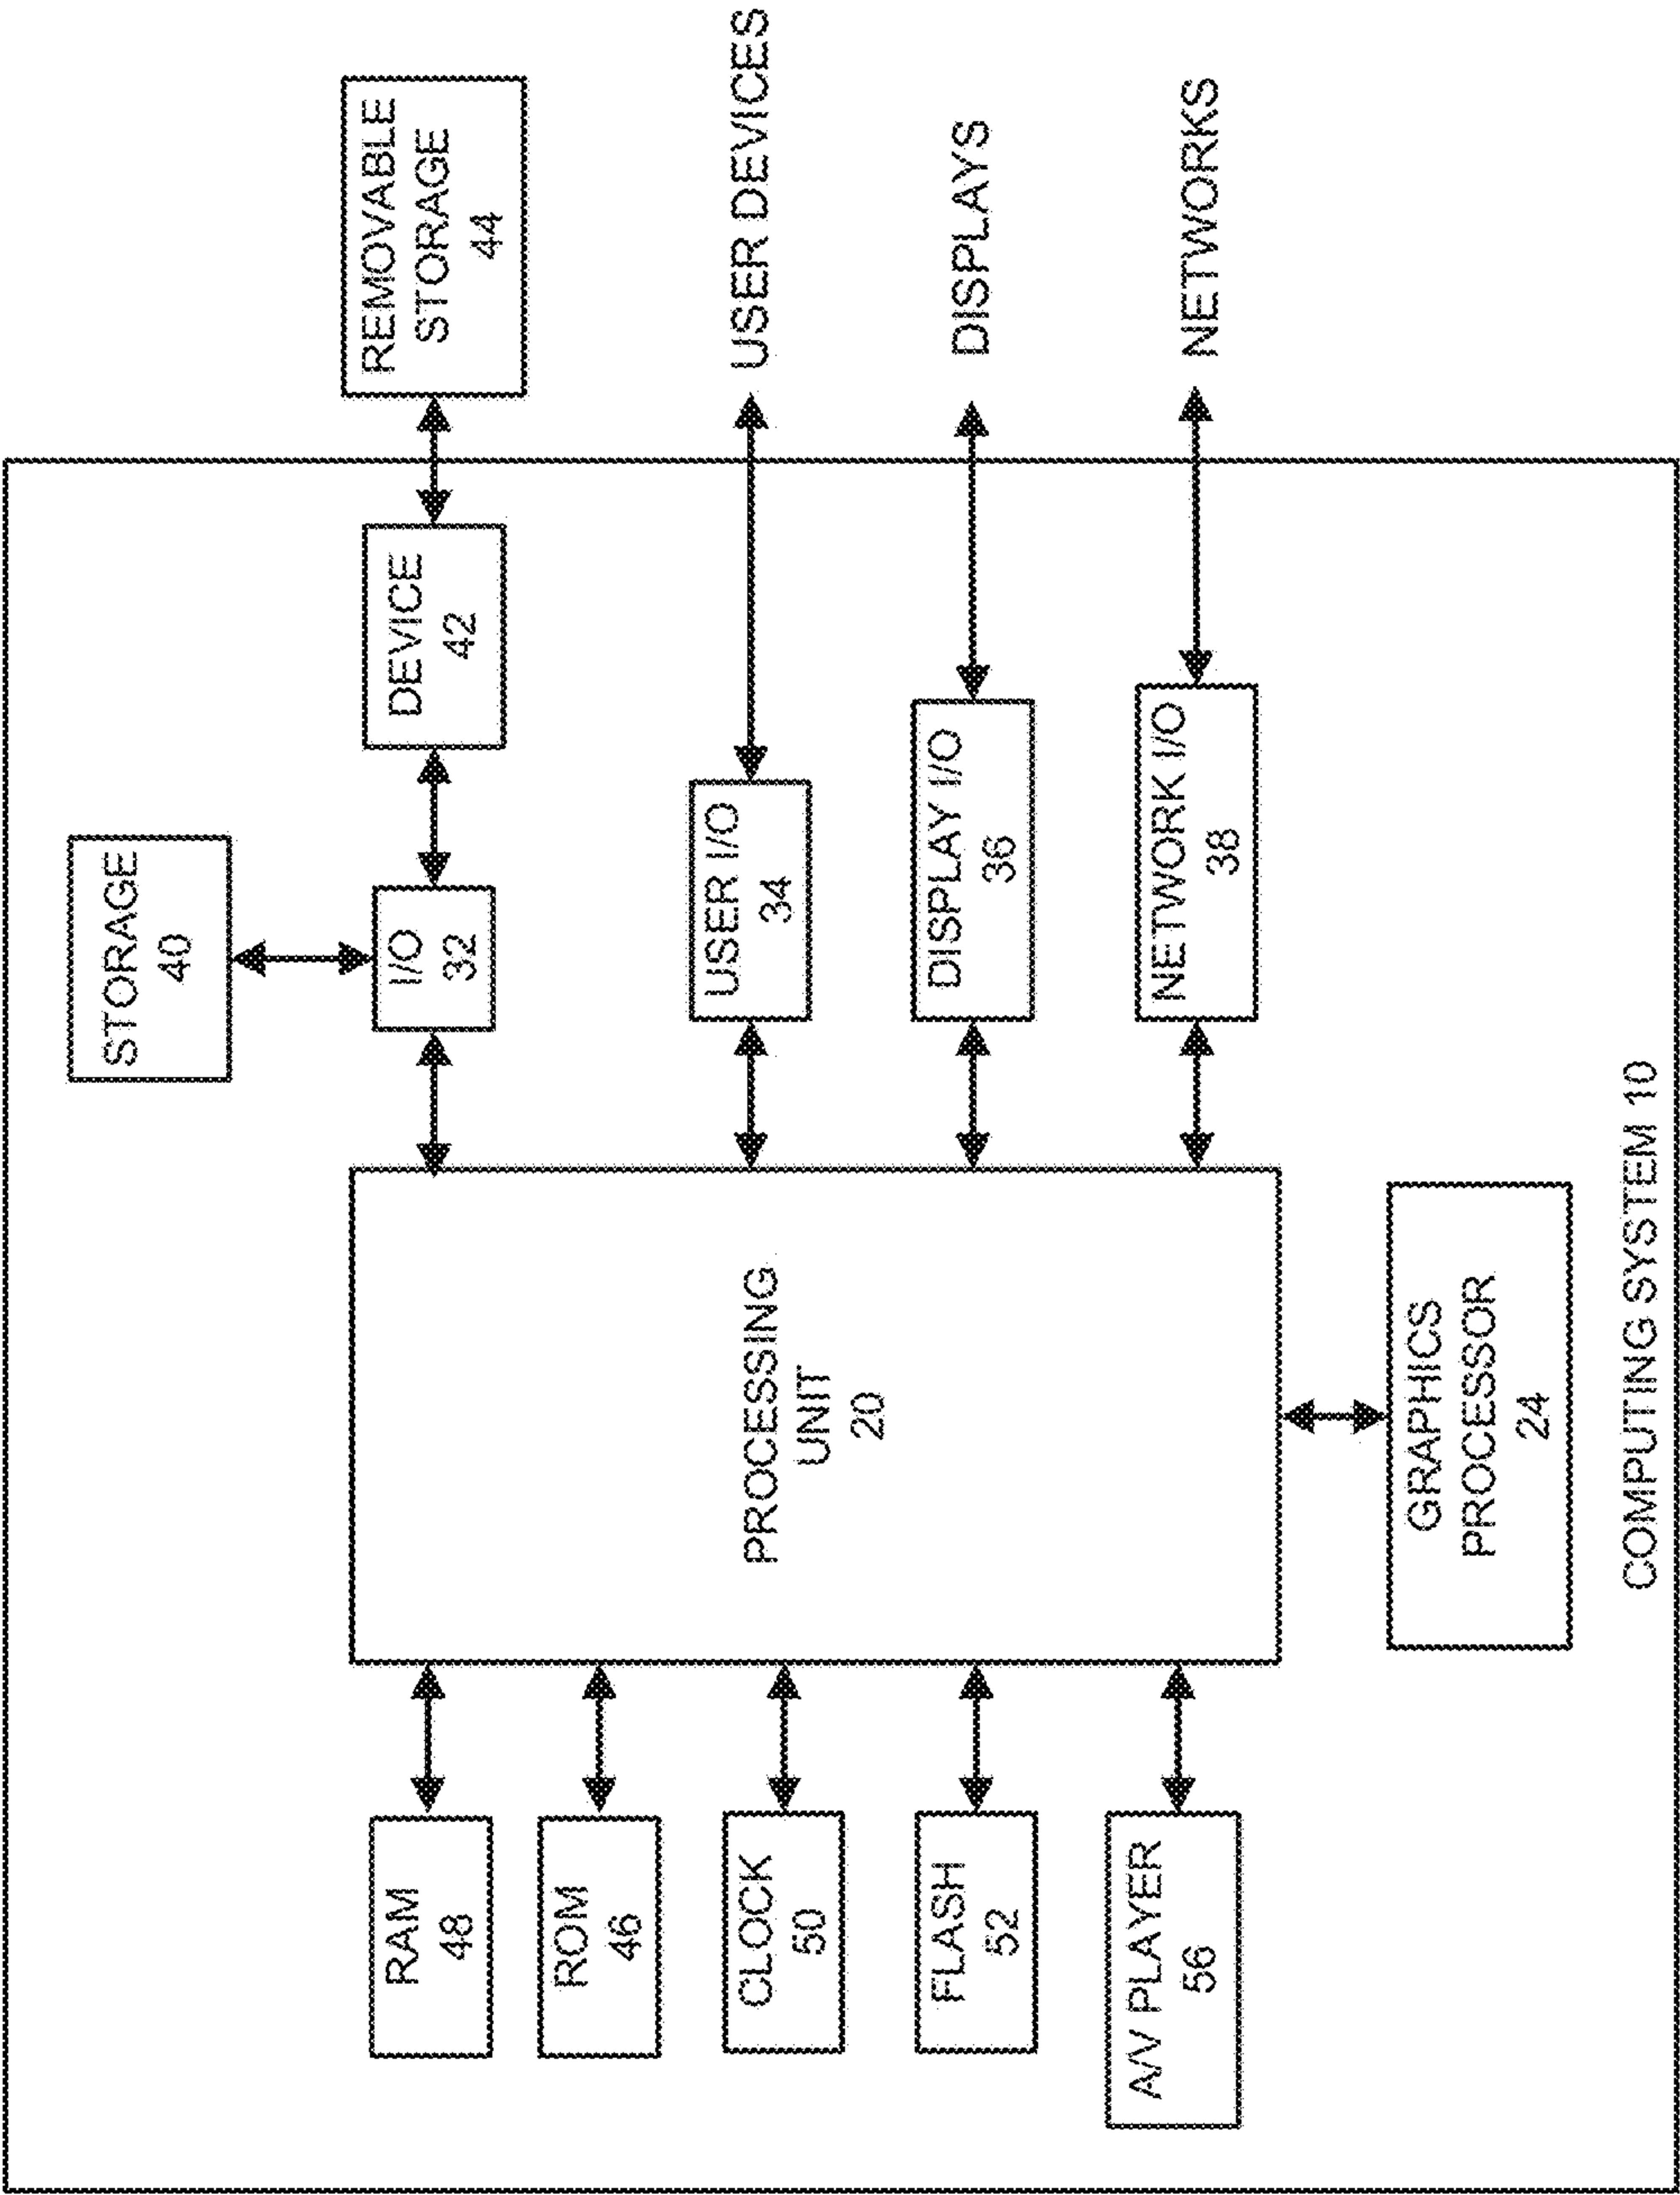 STORAGE
40
RAM
48
I/O
32
DEVICE
42
REMOVABLE
STORAGE
44
ROM
46
PROCESSING
UNIT
20
USER I/O
34
USER DEVICES
CLOCK
50
FLASH
52
DISPLAY I/O
36
DISPLAYS
A/V PLAYER
56
NETWORK I/O
38
NETWORKS
GRAPHICS
PROCESSOR
24
COMPUTING SYSTEM 10